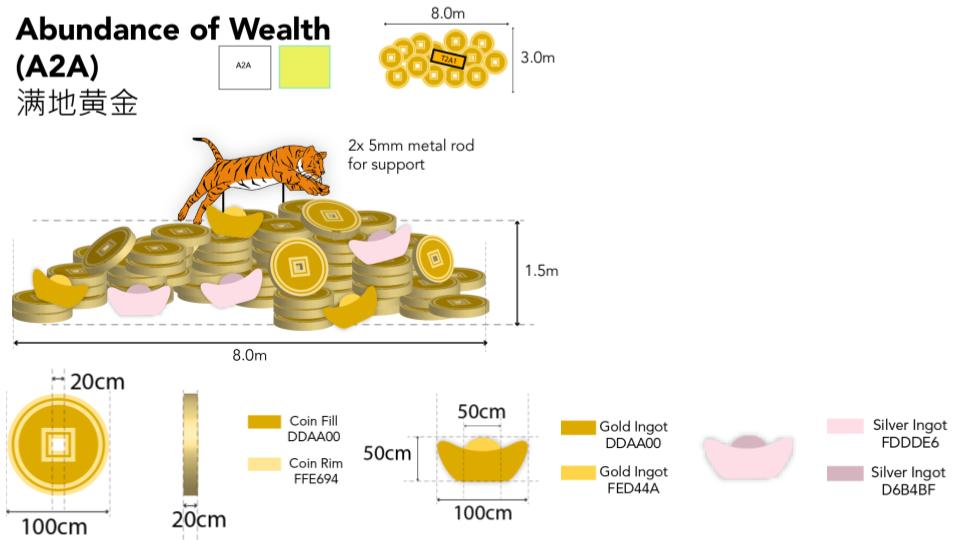 Abundance of Wealth
(A2A)
满地黄金
A2A
8.0m
T2A1
3.0m
2x 5mm metal rod
for support
1.5m
8.0m
20cm
100cm
20cm
Coin Fill
DDAA00
Coin Rim
FFE694
50cm
50cm
100cm
Gold Ingot
DDAA00
Gold Ingot
FED44A
Silver Ingot
FDDDE6
Silver Ingot
D6B4BF